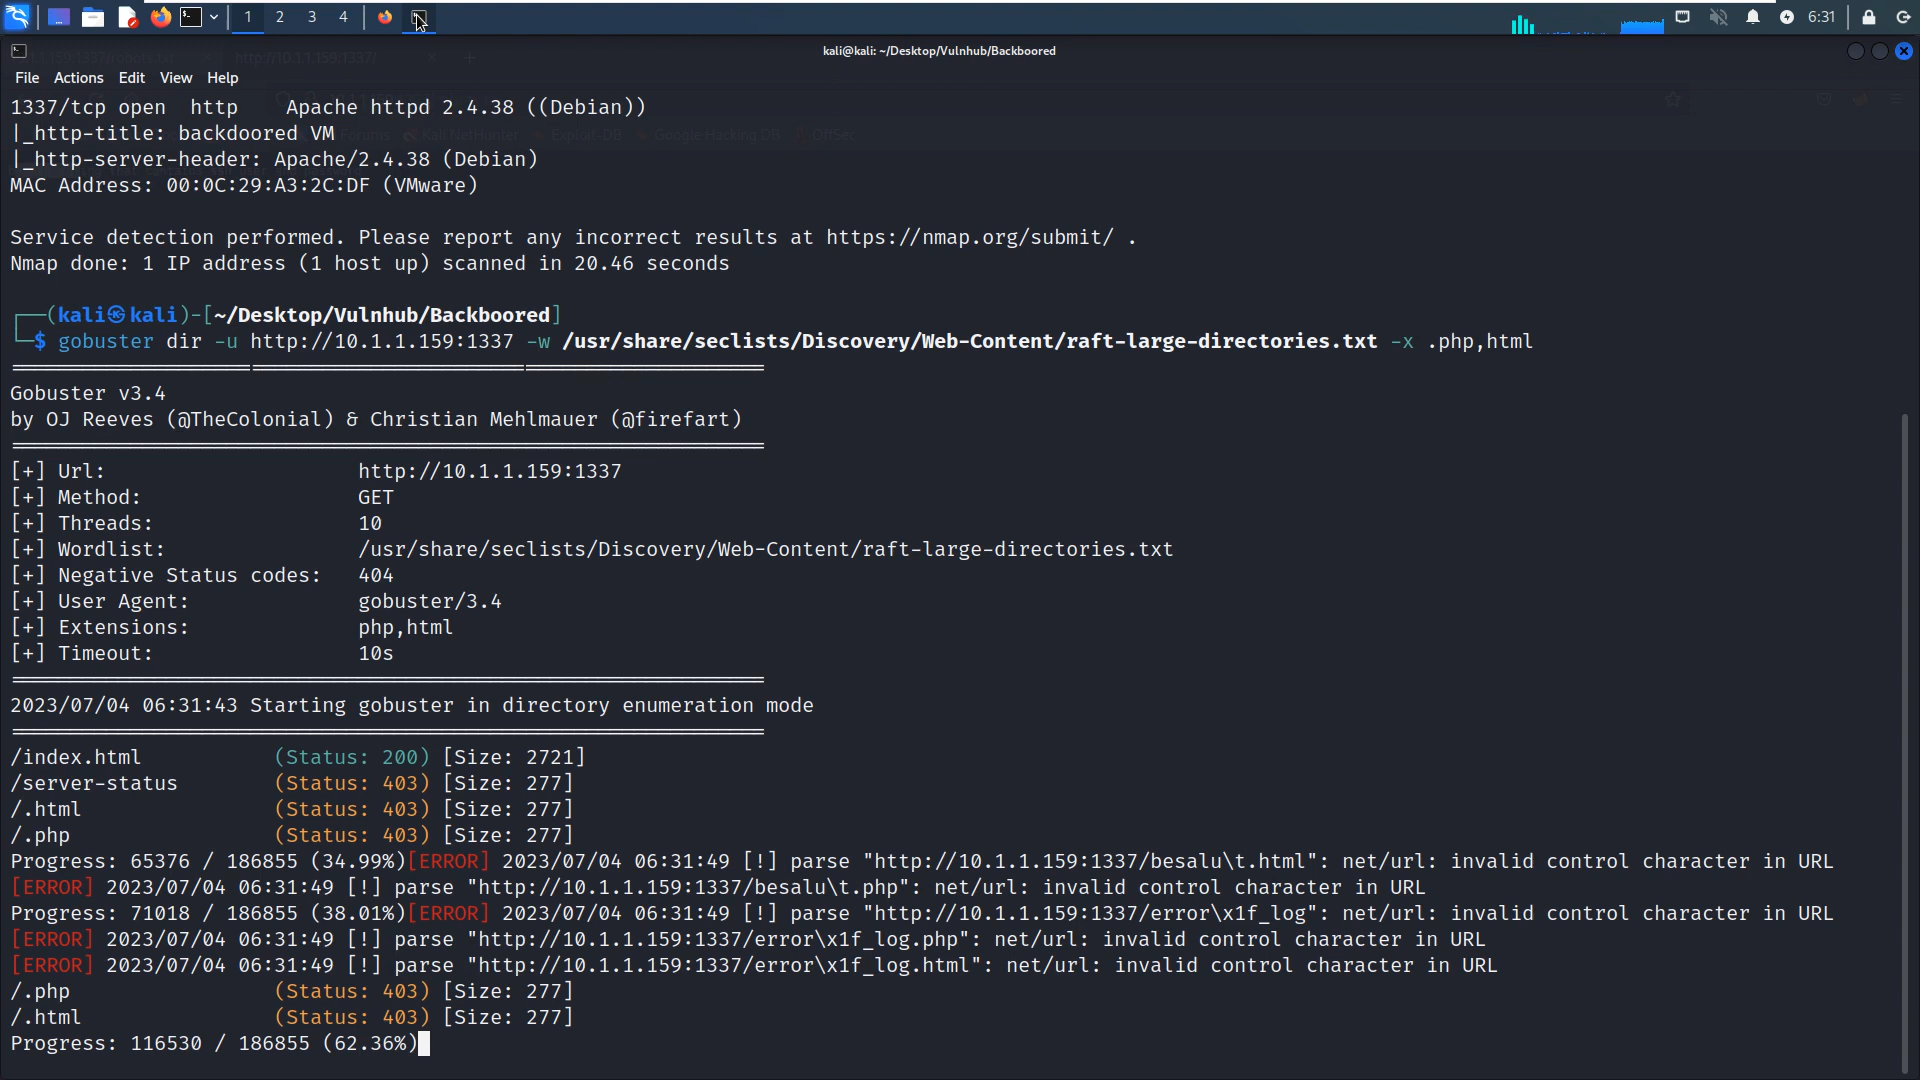 1 2 3 4 6:31
kali@kali: ~/Desktop/Vulnhub/Backboored
File Actions Edit View Help
1337/tcp open  http    Apache httpd 2.4.38 ((Debian))
|_http-title: backdoored VM
|_http-server-header: Apache/2.4.38 (Debian)
MAC Address: 00:0C:29:A3:2C:DF (VMware)
Service detection performed. Please report any incorrect results at https://nmap.org/submit/ .
Nmap done: 1 IP address (1 host up) scanned in 20.46 seconds
┌──(kali㉿kali)-[~/Desktop/Vulnhub/Backboored]
└─$ gobuster dir -u http://10.1.1.159:1337 -w /usr/share/seclists/Discovery/Web-Content/raft-large-directories.txt -x .php,html
===============================================================
Gobuster v3.4
by OJ Reeves (@TheColonial) & Christian Mehlmauer (@firefart)
===============================================================
[+] Url:                     http://10.1.1.159:1337
[+] Method:                  GET
[+] Threads:                 10
[+] Wordlist:                /usr/share/seclists/Discovery/Web-Content/raft-large-directories.txt
[+] Negative Status codes:   404
[+] User Agent:              gobuster/3.4
[+] Extensions:              php,html
[+] Timeout:                 10s
===============================================================
2023/07/04 06:31:43 Starting gobuster in directory enumeration mode
===============================================================
/index.html           (Status: 200) [Size: 2721]
/server-status        (Status: 403) [Size: 277]
/.html                (Status: 403) [Size: 277]
/.php                 (Status: 403) [Size: 277]
Progress: 65376 / 186855 (34.99%)[ERROR] 2023/07/04 06:31:49 [!] parse "http://10.1.1.159:1337/besalu\t.html": net/url: invalid control character in URL
[ERROR] 2023/07/04 06:31:49 [!] parse "http://10.1.1.159:1337/besalu\t.php": net/url: invalid control character in URL
Progress: 71018 / 186855 (38.01%)[ERROR] 2023/07/04 06:31:49 [!] parse "http://10.1.1.159:1337/error\x1f_log": net/url: invalid control character in URL
[ERROR] 2023/07/04 06:31:49 [!] parse "http://10.1.1.159:1337/error\x1f_log.php": net/url: invalid control character in URL
[ERROR] 2023/07/04 06:31:49 [!] parse "http://10.1.1.159:1337/error\x1f_log.html": net/url: invalid control character in URL
/.php                 (Status: 403) [Size: 277]
/.html                (Status: 403) [Size: 277]
Progress: 116530 / 186855 (62.36%)